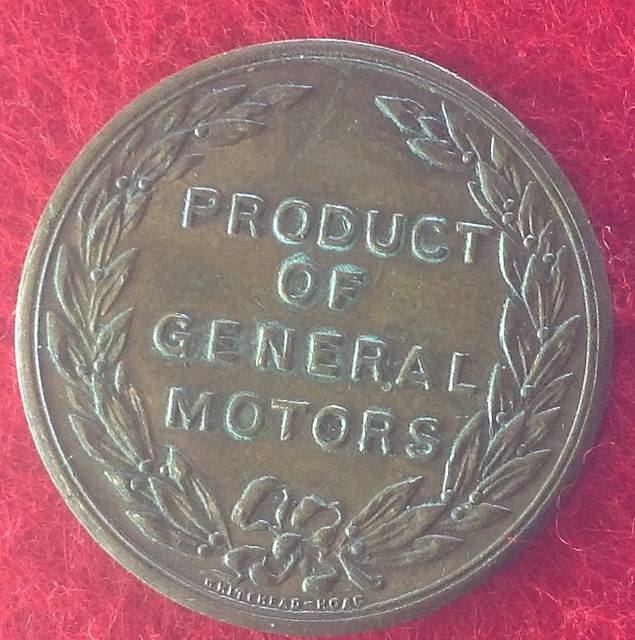 PRODUCT
OF
GENERAL
MOTORS
WHITEHEAD-HOAG